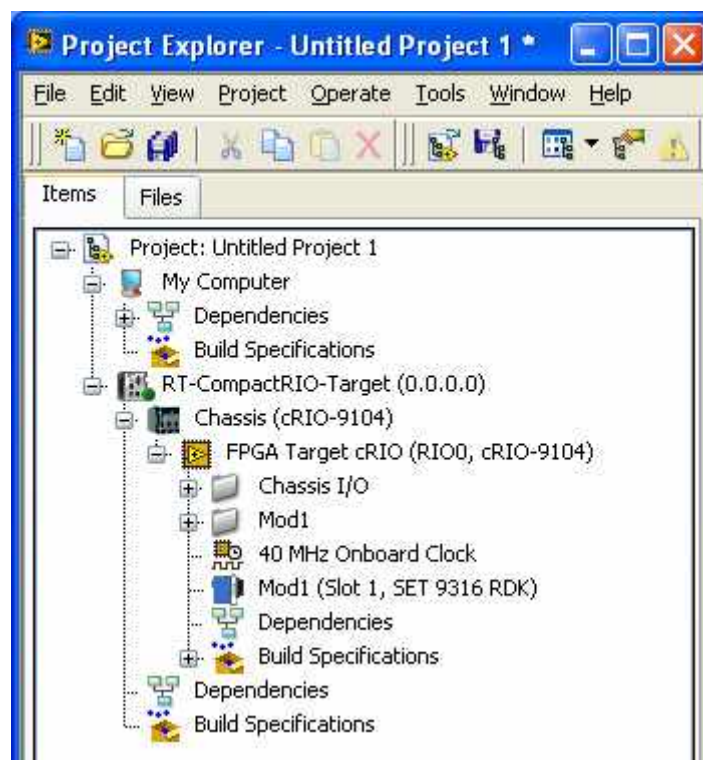 Project Explorer - Untitled Project 1 *
File Edit View Project Operate Tools Window Help
Items Files
Project: Untitled Project 1
My Computer
Dependencies
Build Specifications
RT-CompactRIO-Target (0.0.0.0)
Chassis (cRIO-9104)
FPGA Target cRIO (RIO0, cRIO-9104)
Chassis I/O
Mod1
40 MHz Onboard Clock
Mod1 (Slot 1, SET 9316 RDK)
Dependencies
Build Specifications
Dependencies
Build Specifications